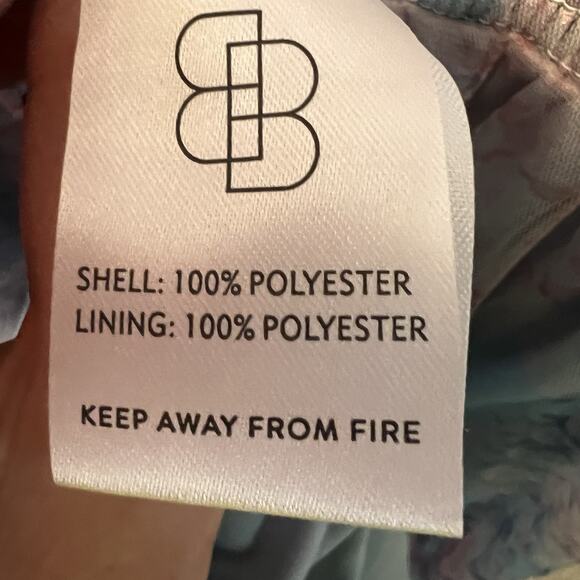 SHELL: 100% POLYESTER
LINING: 100% POLYESTER
KEEP AWAY FROM FIRE